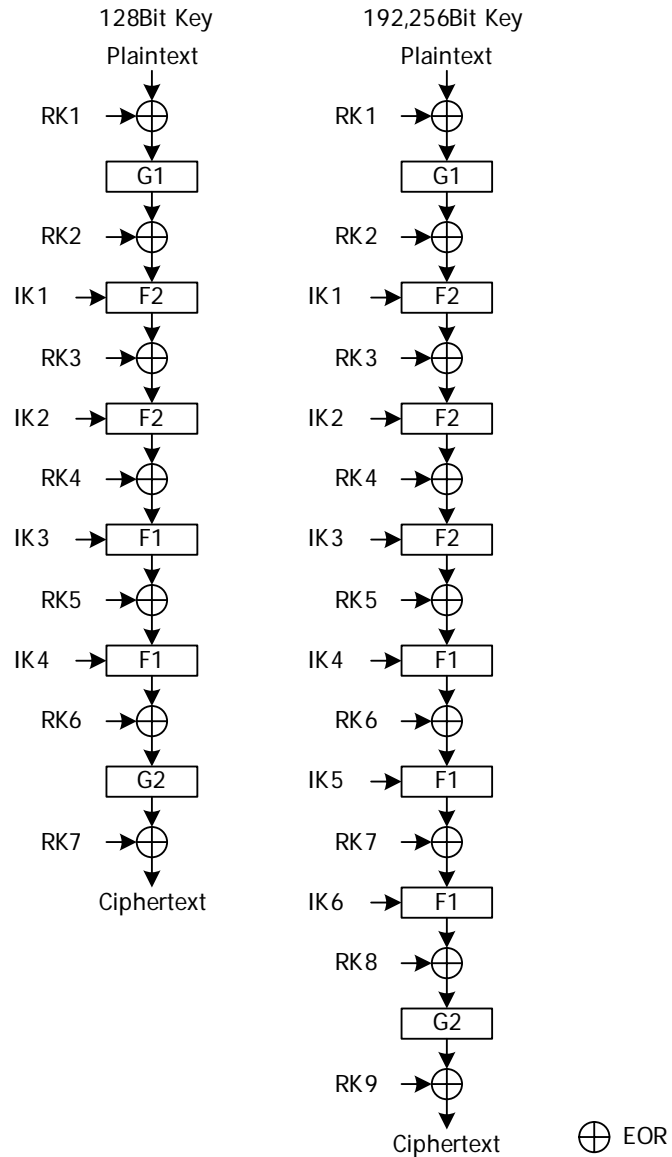 128Bit Key
Plaintext
RK1
G1
RK2
IK1
F2
RK3
IK2
F2
RK4
IK3
F1
RK5
IK4
F1
RK6
G2
RK7
Ciphertext
192,256Bit Key
Plaintext
RK1
G1
RK2
IK1
F2
RK3
IK2
F2
RK4
IK3
F2
RK5
IK4
F1
RK6
IK5
F1
RK7
IK6
F1
RK8
G2
RK9
Ciphertext
EOR